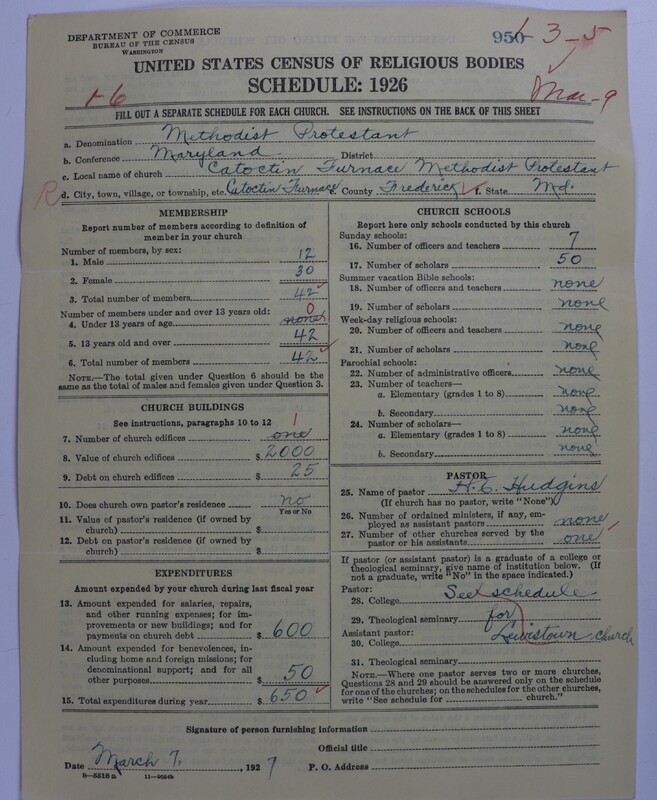 DEPARTMENT OF COMMERCE
BUREAU OF THE CENSUS
WASHINGTON
950 3-5
UNITED STATES CENSUS OF RELIGIOUS BODIES
SCHEDULE: 1926
Mar-9
FILL OUT A SEPARATE SCHEDULE FOR EACH CHURCH. SEE INSTRUCTIONS ON THE BACK OF THIS SHEET
a. Denomination Methodist Protestant
b. Conference Maryland District
c. Local name of church Catoctin Furnace Methodist Protestant
R d. City, town, village, or township, etc. Catoctin Furnace e. County Frederick f. State Md.
MEMBERSHIP
Report number of members according to definition of
member in your church
Number of members, by sex:
1. Male 12
2. Female 30
3. Total number of members 42
Number of members under and over 13 years old: 0
4. Under 13 years of age none
5. 13 years old and over 42
6. Total number of members 42
NOTE.—The total given under Question 6 should be the
same as the total of males and females given under Question 3.
CHURCH BUILDINGS
See instructions, paragraphs 10 to 12 1
7. Number of church edifices one
8. Value of church edifices $ 2000
9. Debt on church edifices $ 25
10. Does church own pastor's residence? no
Yes or No
11. Value of pastor's residence (if owned by
church) $
12. Debt on pastor's residence (if owned by
church) $
EXPENDITURES
Amount expended by your church during last fiscal year
13. Amount expended for salaries, repairs,
and other running expenses; for im-
provements or new buildings; and for
payments on church debt $ 600
14. Amount expended for benevolences, in-
cluding home and foreign missions; for
denominational support; and for all
other purposes $ 50
15. Total expenditures during year $ 650
CHURCH SCHOOLS
Report here only schools conducted by this church
Sunday schools:
16. Number of officers and teachers 7
17. Number of scholars 50
Summer vacation Bible schools:
18. Number of officers and teachers none
19. Number of scholars none
Week-day religious schools:
20. Number of officers and teachers none
21. Number of scholars none
Parochial schools:
22. Number of administrative officers none
23. Number of teachers—
a. Elementary (grades 1 to 8) none
b. Secondary none
24. Number of scholars—
a. Elementary (grades 1 to 8) none
b. Secondary none
PASTOR
25. Name of pastor H. C. Hudgins
(If church has no pastor, write "None")
26. Number of ordained ministers, if any, em-
ployed as assistant pastors none
27. Number of other churches served by the
pastor or his assistants one
If pastor (or assistant pastor) is a graduate of a college or
theological seminary, give name of institution below. (If
not a graduate, write "No" in the space indicated.)
Pastor:
28. College See schedule
29. Theological seminary for
Assistant pastor: Lewistown church
30. College
31. Theological seminary
NOTE.—Where one pastor serves two or more churches,
Questions 28 and 29 should be answered only on the schedule
for one of the churches; on the schedules for the other churches,
write "See schedule for church."
Signature of person furnishing information
Official title
Date March 7, 1927 P. O. Address